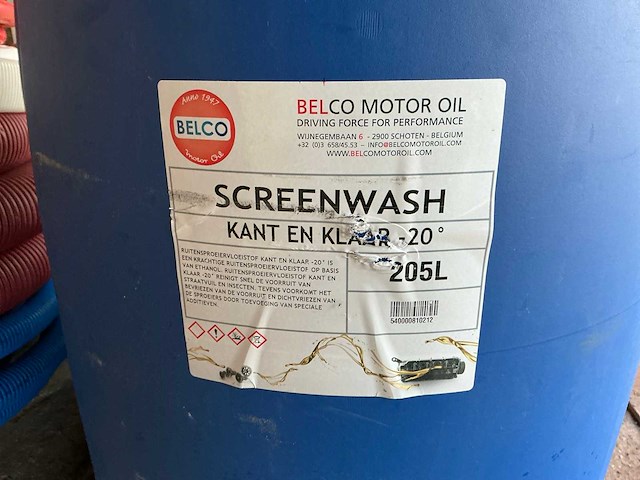 Anno 1947
BELCO
Motor Oil
BELCO MOTOR OIL
DRIVING FORCE FOR PERFORMANCE
WIJNEGEMBAAN 6 - 2900 SCHOTEN - BELGIUM
+32 (0)3 658/45.53 - INFO@BELCOMOTOROIL.COM
WWW.BELCOMOTOROIL.COM
SCREENWASH
KANT EN KLAAR -20°
RUITENSPROEIERVLOEISTOF KANT EN KLAAR -20° IS
EEN KRACHTIGE RUITENSPROEIERVLOEISTOF OP BASIS
VAN ETHANOL. RUITENSPROEIERVLOEISTOF KANT EN
KLAAR -20° REINIGT SNEL DE VOORRUIT VAN
STRAATVUIL EN INSECTEN. TEVENS VOORKOMT HET
BEVRIEZEN VAN DE VOORRUIT EN DICHTVRIEZEN VAN
DE SPROEIERS DOOR TOEVOEGING VAN SPECIALE
ADDITIEVEN.
205L
540000810212